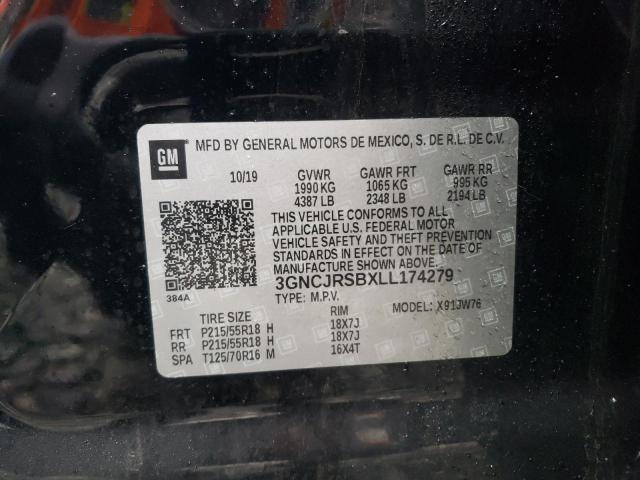 GM
MFD BY GENERAL MOTORS DE MEXICO, S. DE R.L. DE C.V.
10/19 GVWR GAWR FRT GAWR RR
1990 KG 1065 KG 995 KG
4387 LB 2348 LB 2194 LB
THIS VEHICLE CONFORMS TO ALL
APPLICABLE U.S. FEDERAL MOTOR
VEHICLE SAFETY AND THEFT PREVENTION
STANDARDS IN EFFECT ON THE DATE OF
MANUFACTURE SHOWN ABOVE.
384A
3GNCJRSBXLL174279
TYPE: M.P.V. MODEL: X91JW76
TIRE SIZE RIM
FRT P215/55R18 H 18X7J
RR P215/55R18 H 18X7J
SPA T125/70R16 M 16X4T